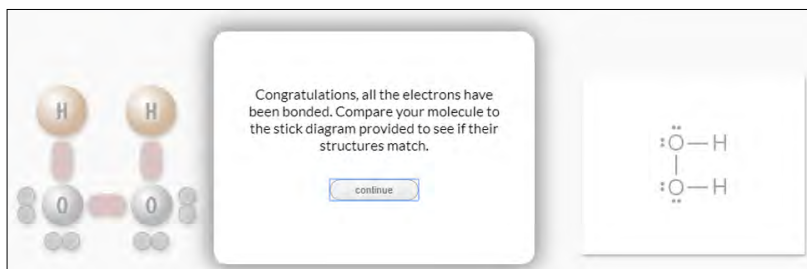 H H
O O
Congratulations, all the electrons have
been bonded. Compare your molecule to
the stick diagram provided to see if their
structures match.
continue
:O—H
:O—H